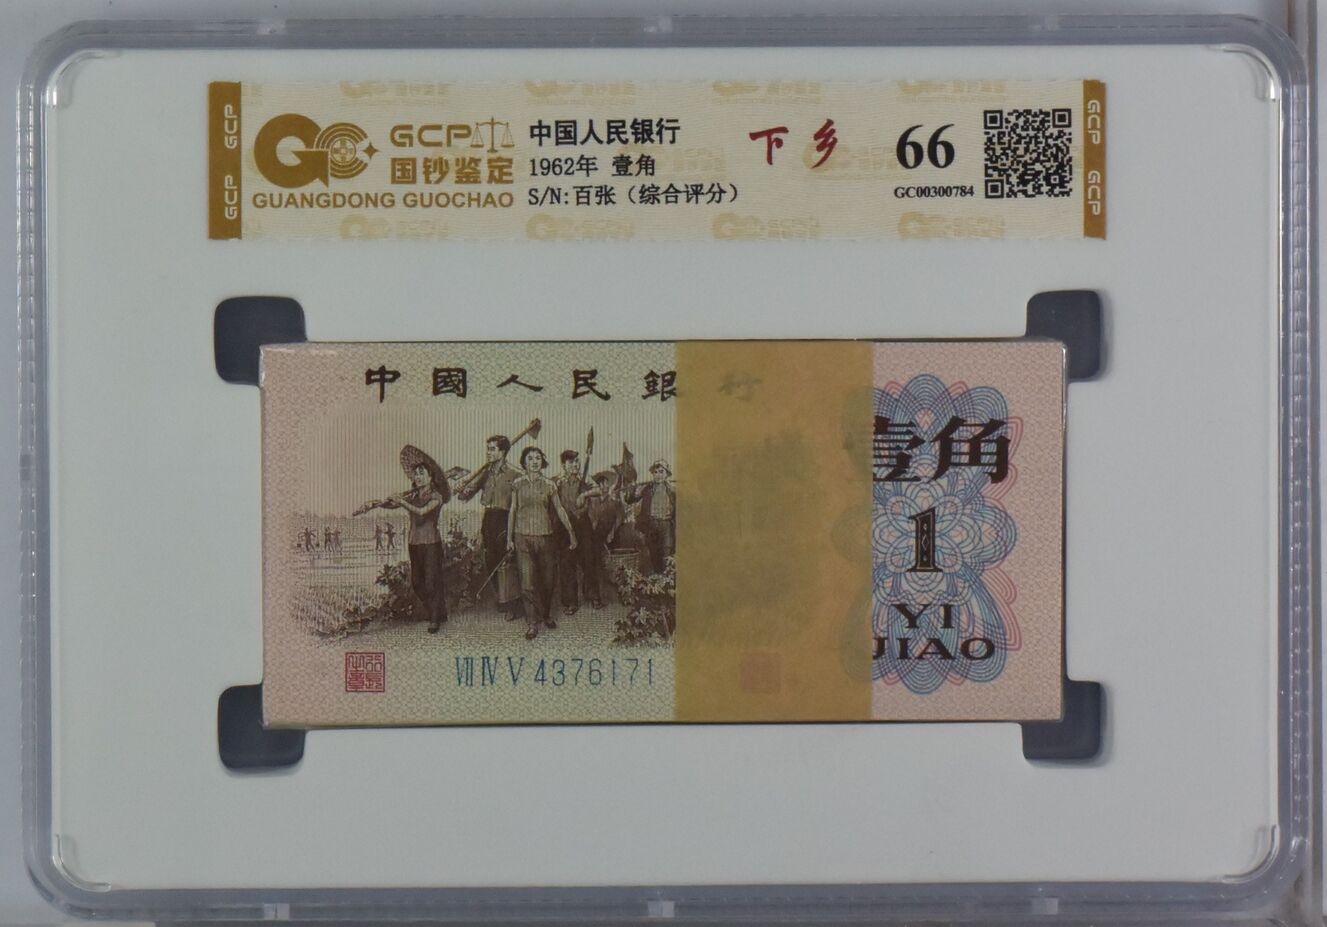 GCP
国钞鉴定
GUANGDONG GUOCHAO
中国人民银行
1962年 壹角
S/N:百张（综合评分）
下乡
66
GC00300784
GCP GCP
GCP GCP
中國人民銀行
壹角
1
YI
JIAO
Ⅷ Ⅳ Ⅴ 4376171